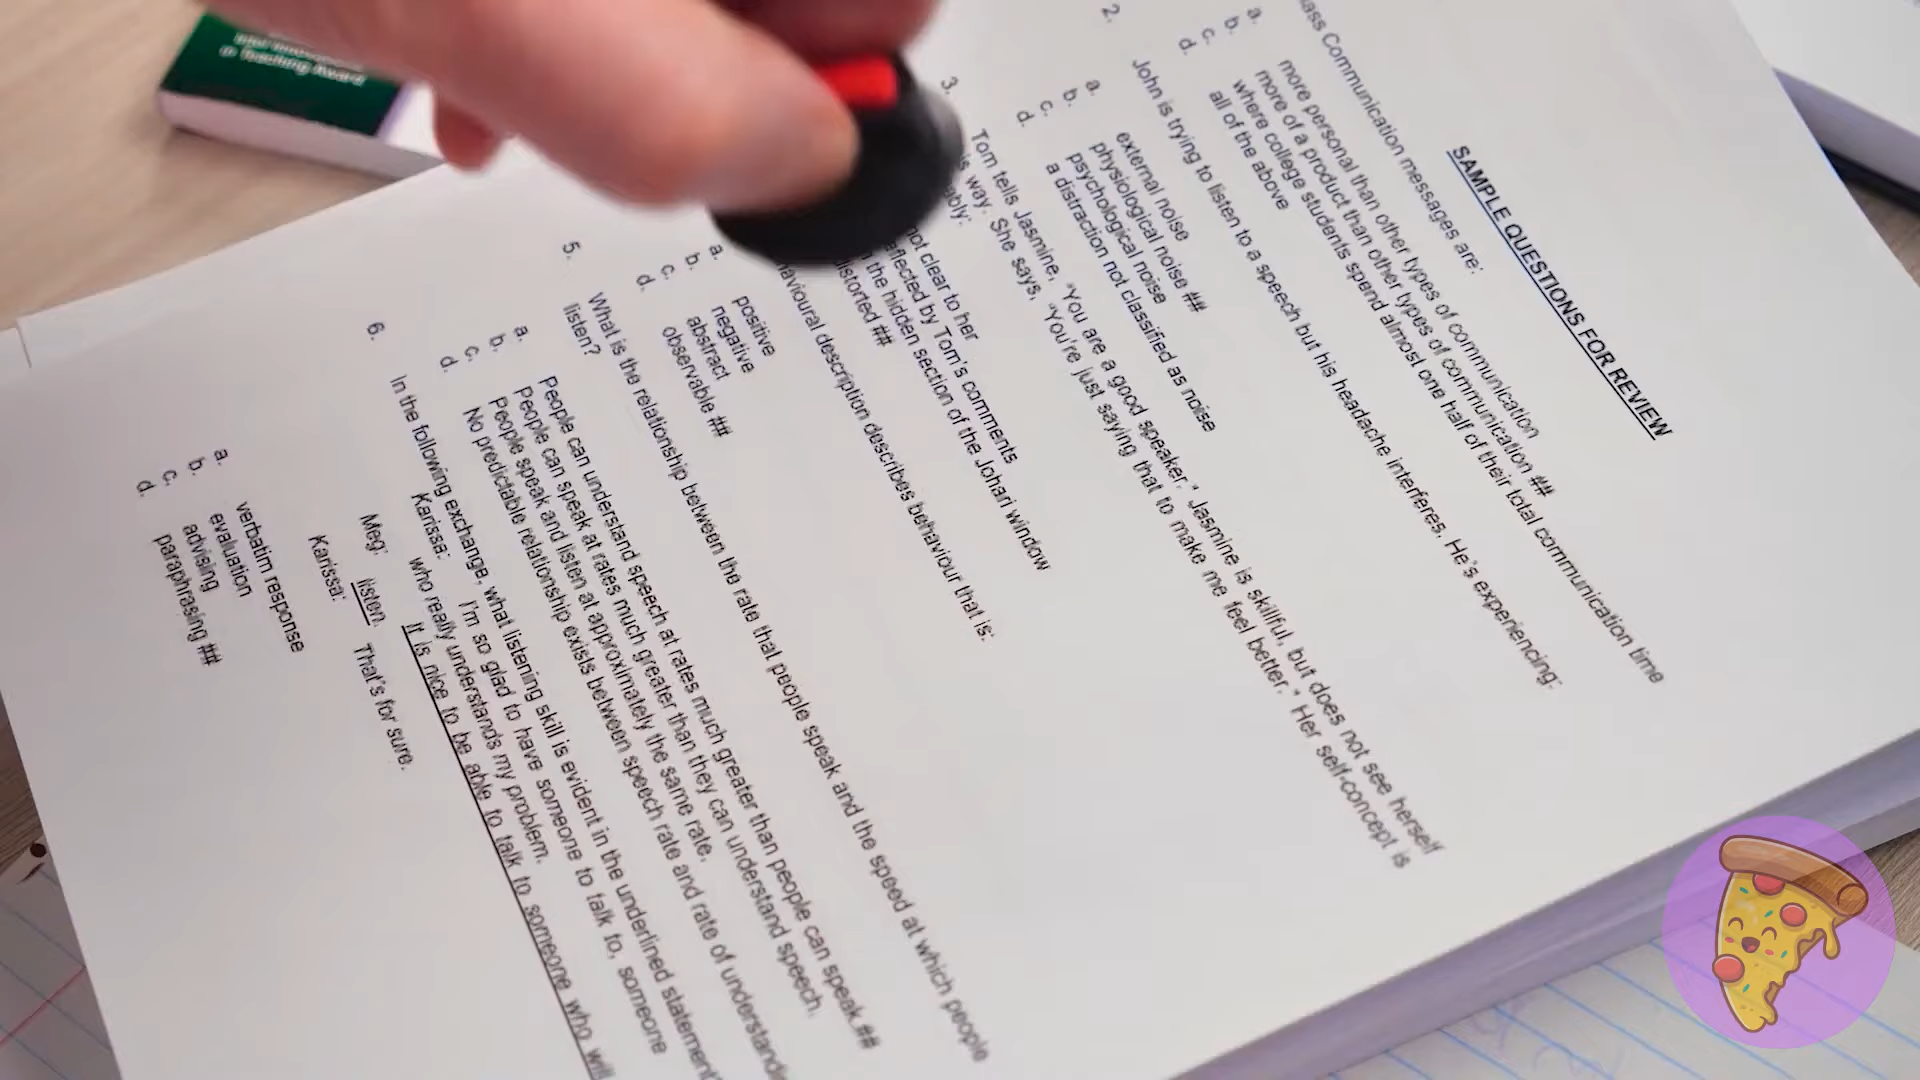 SAMPLE QUESTIONS FOR REVIEW
Communication messages are:
a. more personal than other types of communication
b. more of a product than other types of communication ##
c. where college students spend almost one half of their total communication time
d. all of the above
2. John is trying to listen to a speech but his headache interferes. He's experiencing:
a. external noise
b. physiological noise ##
c. psychological noise
d. a distraction not classified as noise
3. Tom tells Jasmine, "You are a good speaker." Jasmine is skillful, but does not see herself
way. She says, "You're just saying that to make me feel better." Her self-concept is
not clear to her
affected by Tom's comments
the hidden section of the Johari window
distorted ##
description describes behaviour that is:
a. positive
b. negative
c. abstract
d. observable ##
5. What is the relationship between the rate that people speak and the speed at which people
listen?
a. People can understand speech at rates much greater than people can speak ##
b. People can speak at rates much greater than they can understand speech.
c. People speak and listen at approximately the same rate.
d. No predictable relationship exists between speech rate and rate of
6. In the following exchange, what listening skill is evident in the underlined statement
Karissa: I'm so glad to have someone to talk to, someone
who really understands my problem.
Meg: It is nice to be able to talk to someone who will
listen.
Karissa: That's for sure.
a. verbatim response
b. evaluation
c. advising
d. paraphrasing ##
Teaching Award